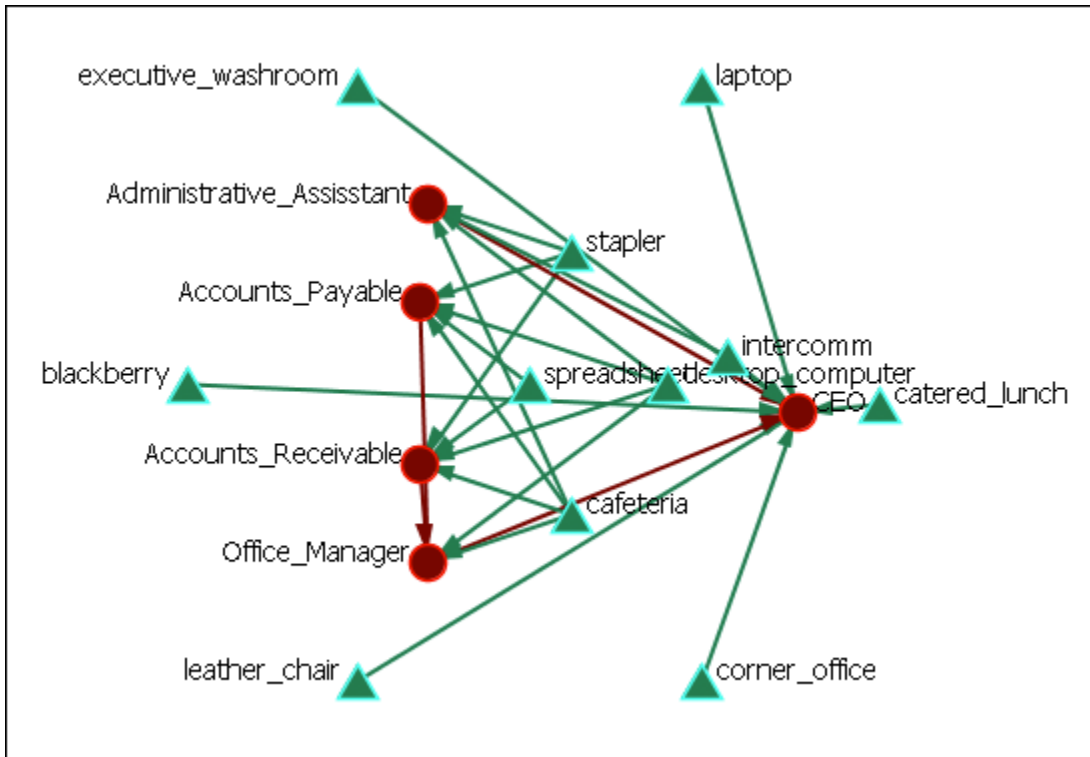 executive_washroom
laptop
Administrative_Assisstant
stapler
Accounts_Payable
intercomm
blackberry
spreadsheet
desktop_computer
CEO
catered_lunch
Accounts_Receivable
cafeteria
Office_Manager
leather_chair
corner_office